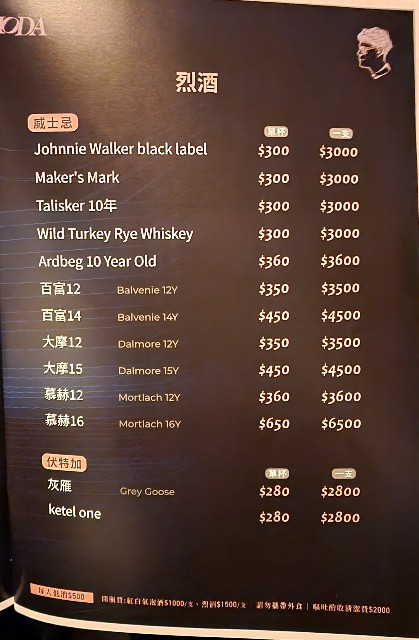 MODA
烈酒
威士忌 單杯 一支
Johnnie Walker black label $300 $3000
Maker's Mark $300 $3000
Talisker 10年 $300 $3000
Wild Turkey Rye Whiskey $300 $3000
Ardbeg 10 Year Old $360 $3600
百富12 Balvenie 12Y $350 $3500
百富14 Balvenie 14Y $450 $4500
大摩12 Dalmore 12Y $350 $3500
大摩15 Dalmore 15Y $450 $4500
慕赫12 Mortlach 12Y $360 $3600
慕赫16 Mortlach 16Y $650 $6500
伏特加 單杯 一支
灰雁 Grey Goose $280 $2800
ketel one $280 $2800
每人低消$500 開瓶費:紅白氣泡酒$1000/支、烈酒$1500/支 請勿攜帶外食 | 嘔吐酌收清潔費$2000